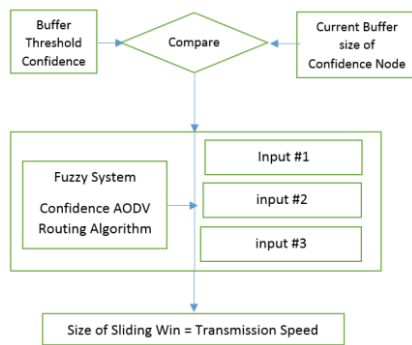 Buffer
Threshold
Confidence
Compare
Current Buffer
size of
Confidence Node
Fuzzy System
Confidence AODV
Routing Algorithm
Input #1
input #2
input #3
Size of Sliding Win = Transmission Speed